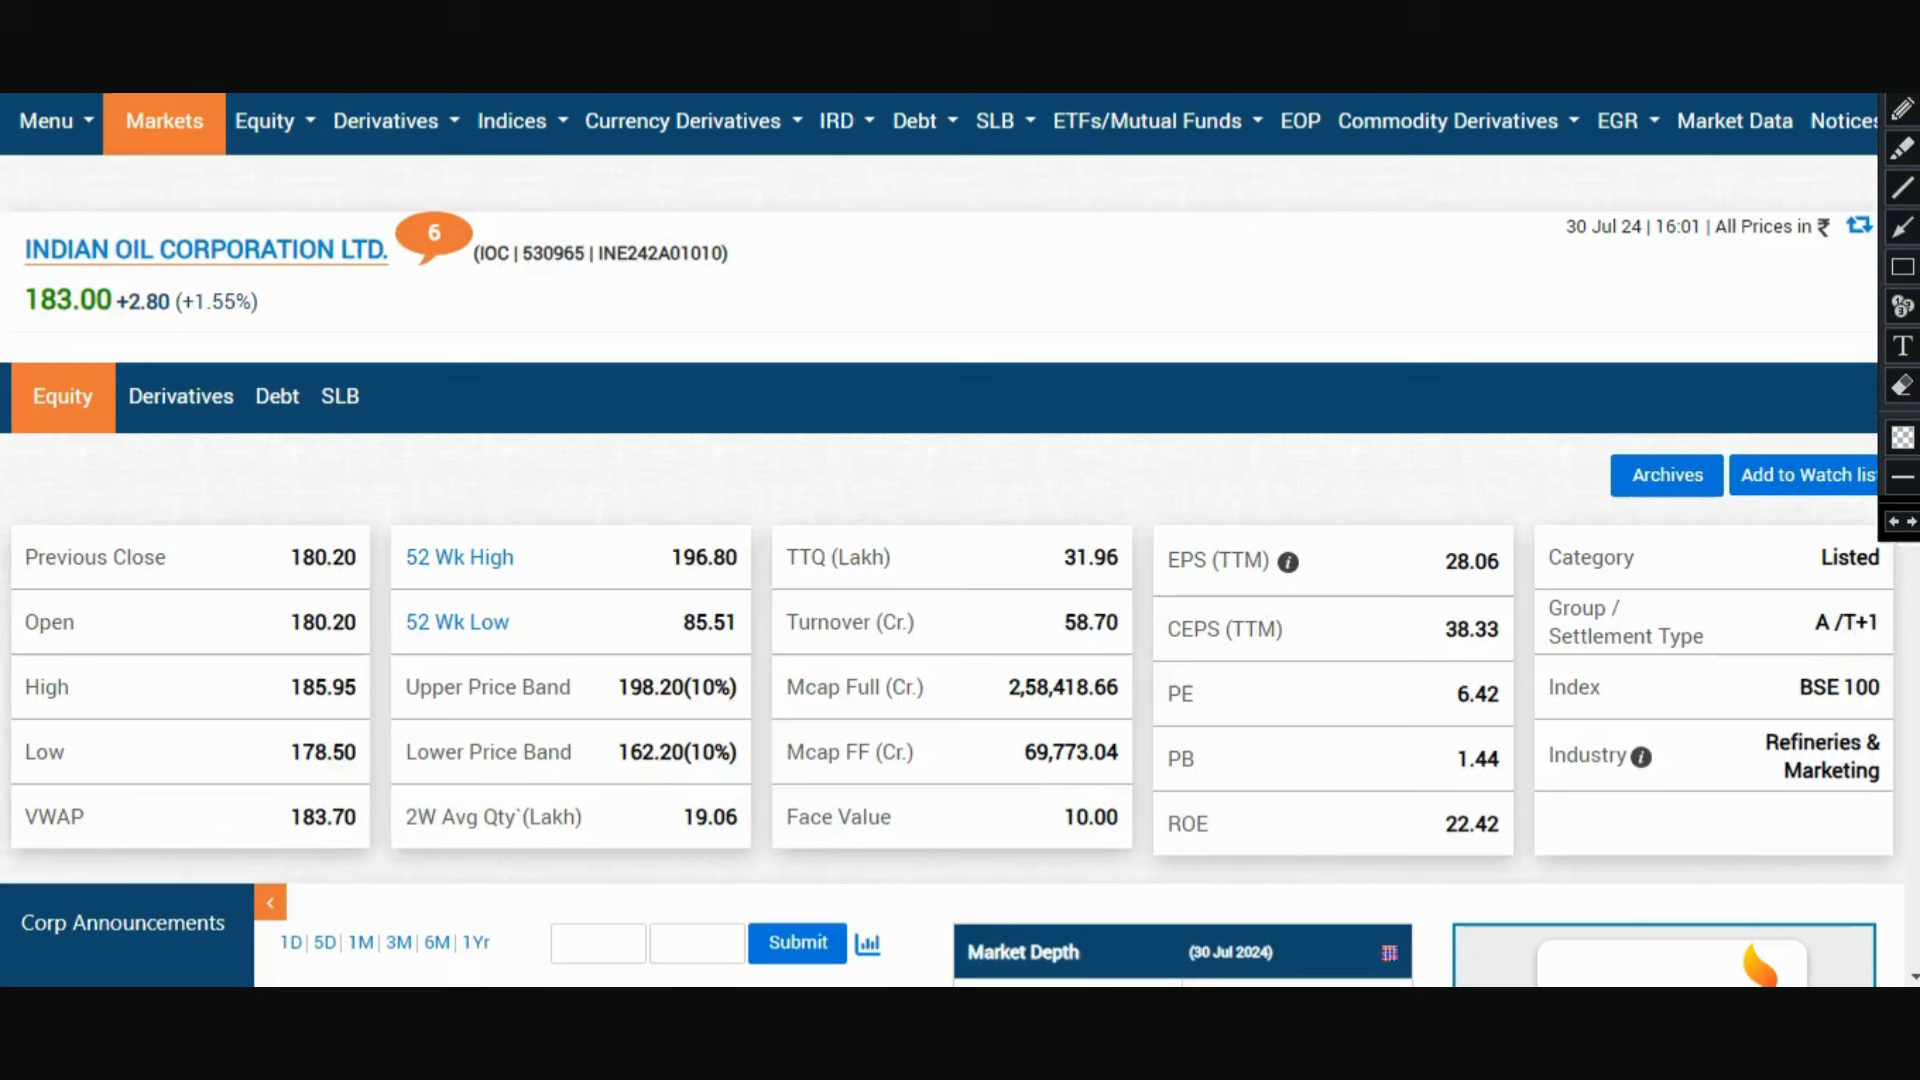 Menu Markets Equity Derivatives Indices Currency Derivatives IRD Debt SLB ETFs/Mutual Funds EOP Commodity Derivatives EGR Market Data Notices
6
30 Jul 24 | 16:01 | All Prices in ₹
INDIAN OIL CORPORATION LTD. (IOC | 530965 | INE242A01010)
183.00 +2.80 (+1.55%)
Equity Derivatives Debt SLB
Archives Add to Watch lis
Previous Close 180.20
Open 180.20
High 185.95
Low 178.50
VWAP 183.70
52 Wk High 196.80
52 Wk Low 85.51
Upper Price Band 198.20(10%)
Lower Price Band 162.20(10%)
2W Avg Qty`(Lakh) 19.06
TTQ (Lakh) 31.96
Turnover (Cr.) 58.70
Mcap Full (Cr.) 2,58,418.66
Mcap FF (Cr.) 69,773.04
Face Value 10.00
EPS (TTM) i 28.06
CEPS (TTM) 38.33
PE 6.42
PB 1.44
ROE 22.42
Category Listed
Group /
Settlement Type A /T+1
Index BSE 100
Industry i Refineries &
Marketing
Corp Announcements
1D| 5D| 1M| 3M| 6M| 1Yr
Submit
Market Depth (30 Jul 2024)
T